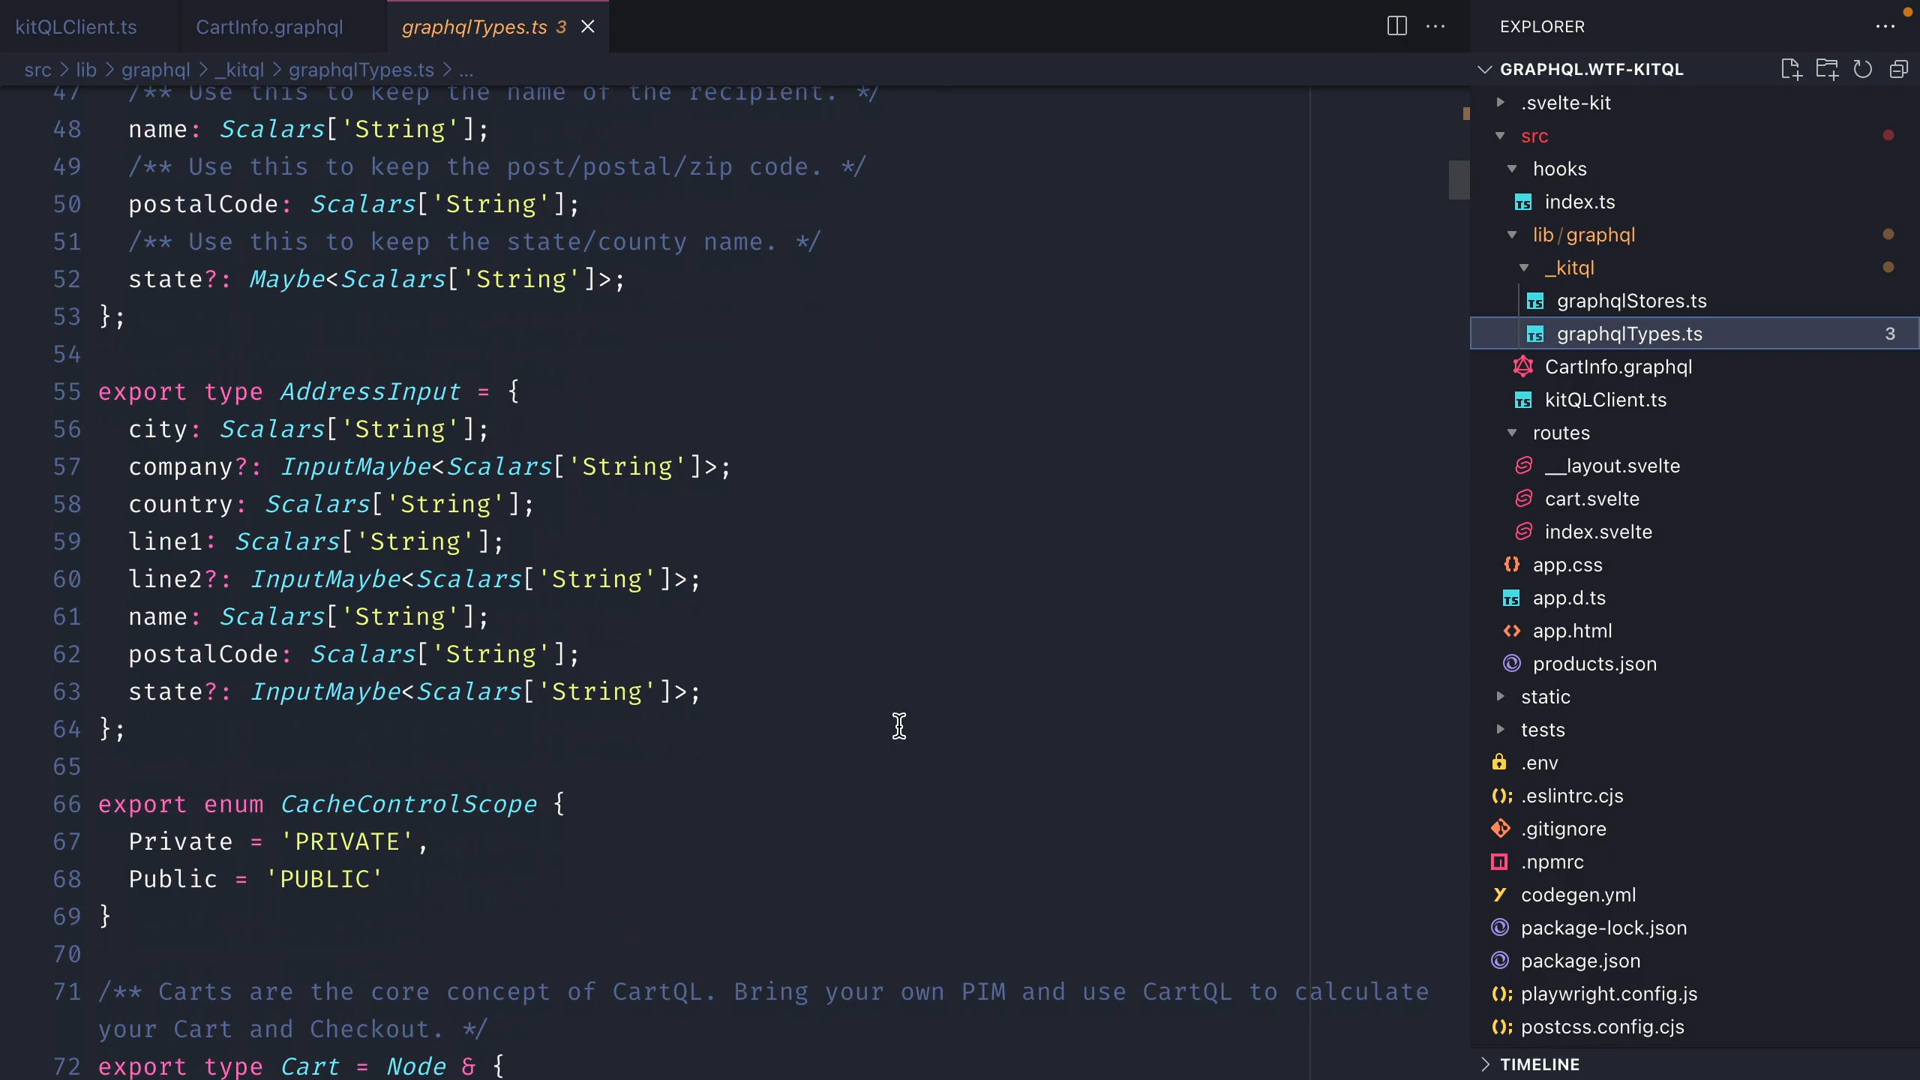 kitQLClient.ts
CartInfo.graphql
graphqlTypes.ts 3
src > lib > graphql > _kitql > graphqlTypes.ts > ...
47 /** Use this to keep the name of the recipient. */
48 name: Scalars['String'];
49 /** Use this to keep the post/postal/zip code. */
50 postalCode: Scalars['String'];
51 /** Use this to keep the state/county name. */
52 state?: Maybe<Scalars['String']>;
53 };
54
55 export type AddressInput = {
56 city: Scalars['String'];
57 company?: InputMaybe<Scalars['String']>;
58 country: Scalars['String'];
59 line1: Scalars['String'];
60 line2?: InputMaybe<Scalars['String']>;
61 name: Scalars['String'];
62 postalCode: Scalars['String'];
63 state?: InputMaybe<Scalars['String']>;
64 };
65
66 export enum CacheControlScope {
67 Private = 'PRIVATE',
68 Public = 'PUBLIC'
69 }
70
71 /** Carts are the core concept of CartQL. Bring your own PIM and use CartQL to calculate
your Cart and Checkout. */
72 export type Cart = Node & {
EXPLORER
GRAPHQL.WTF-KITQL
.svelte-kit
src
hooks
index.ts
lib/graphql
_kitql
graphqlStores.ts
graphqlTypes.ts 3
CartInfo.graphql
kitQLClient.ts
routes
__layout.svelte
cart.svelte
index.svelte
app.css
app.d.ts
app.html
products.json
static
tests
.env
.eslintrc.cjs
.gitignore
.npmrc
codegen.yml
package-lock.json
package.json
playwright.config.js
postcss.config.cjs
TIMELINE